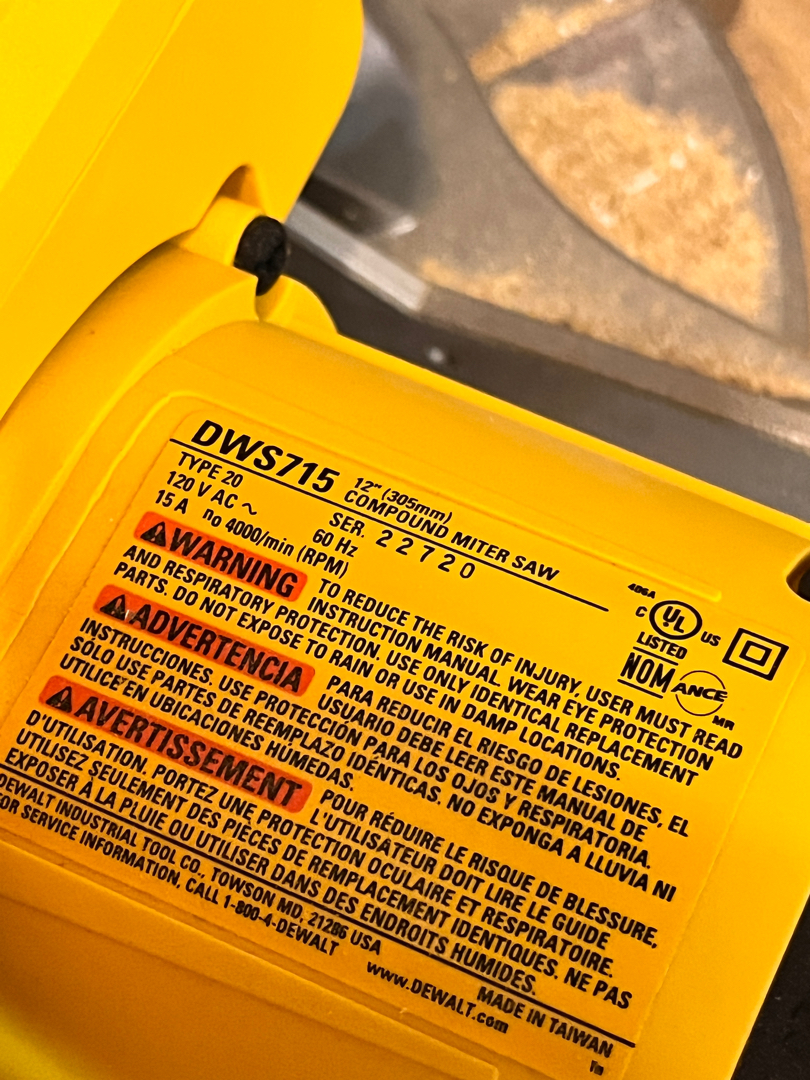 DWS715 12" (305mm) COMPOUND MITER SAW
TYPE 20 SER. 22720
120 V AC ~ 60 Hz
15 A no 4000/min (RPM)
4D6A
C UL US
LISTED
NOM ANCE
MR
WARNING TO REDUCE THE RISK OF INJURY, USER MUST READ
INSTRUCTION MANUAL. WEAR EYE PROTECTION
AND RESPIRATORY PROTECTION. USE ONLY IDENTICAL REPLACEMENT
PARTS. DO NOT EXPOSE TO RAIN OR USE IN DAMP LOCATIONS.
ADVERTENCIA PARA REDUCIR EL RIESGO DE LESIONES, EL
USUARIO DEBE LEER ESTE MANUAL DE
INSTRUCCIONES. USE PROTECCIÓN PARA LOS OJOS Y RESPIRATORIA.
SÓLO USE PARTES DE REEMPLAZO IDÉNTICAS. NO EXPONGA A LLUVIA NI
UTILICE EN UBICACIONES HÚMEDAS.
AVERTISSEMENT POUR RÉDUIRE LE RISQUE DE BLESSURE,
L'UTILISATEUR DOIT LIRE LE GUIDE
D'UTILISATION. PORTEZ UNE PROTECTION OCULAIRE ET RESPIRATOIRE.
UTILISEZ SEULEMENT DES PIÈCES DE REMPLACEMENT IDENTIQUES. NE PAS
EXPOSER À LA PLUIE OU UTILISER DANS DES ENDROITS HUMIDES.
DEWALT INDUSTRIAL TOOL CO., TOWSON MD, 21286 USA MADE IN TAIWAN
FOR SERVICE INFORMATION, CALL 1-800-4-DEWALT www.DEWALT.com